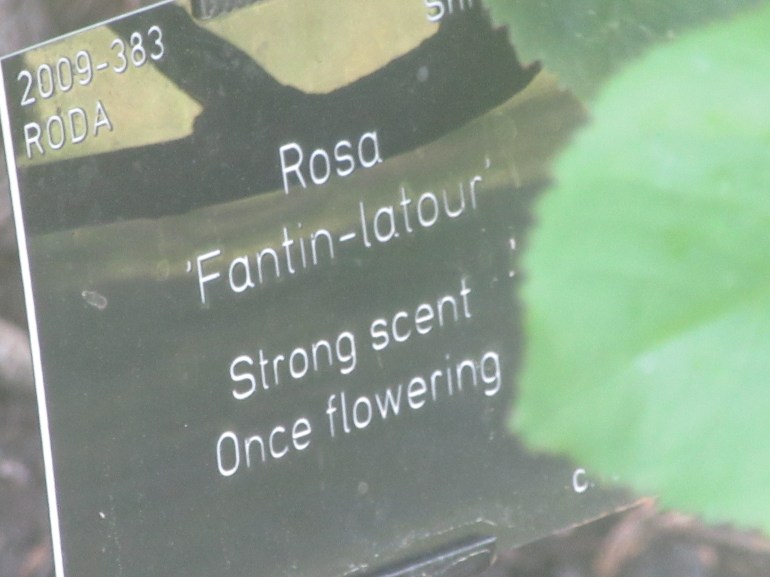 2009-383
RODA
Rosa
'Fantin-latour'
Strong scent
Once flowering